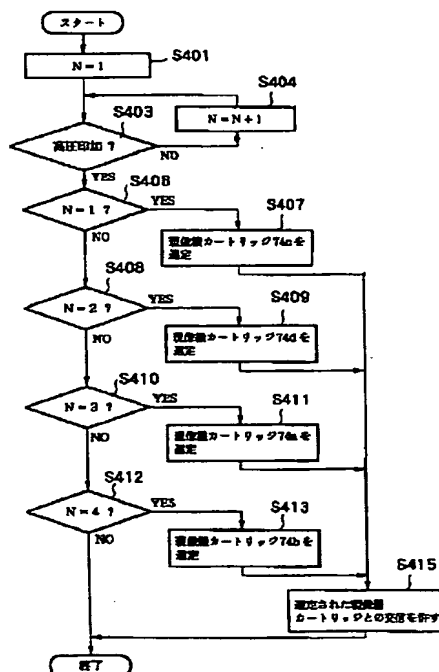 スタート
N=1
S401
S404
N=N+1
S403
高圧印加?
NO
YES
S406
N=1?
YES
NO
S407
現像機カートリッジ74cを
選定
S408
N=2?
YES
NO
S409
現像機カートリッジ74dを
選定
S410
N=3?
YES
NO
S411
現像機カートリッジ74aを
選定
S412
N=4?
YES
NO
S413
現像機カートリッジ74bを
選定
S415
選定された現像器
カートリッジとの交信を許す
終了